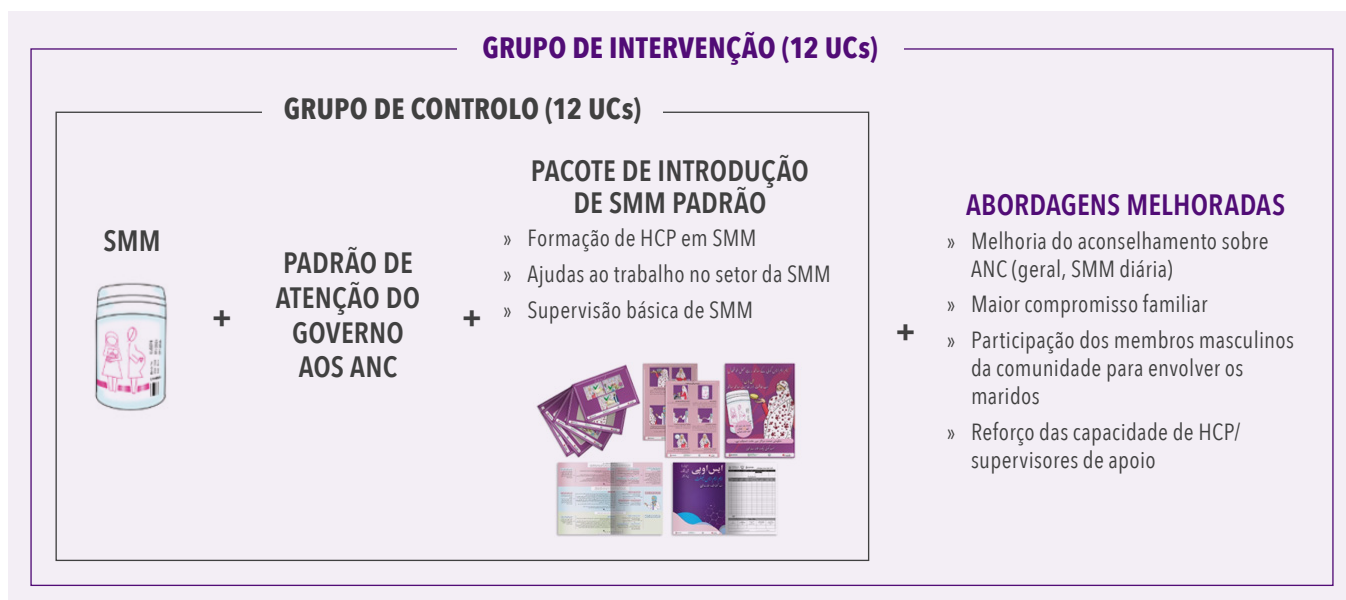 GRUPO DE INTERVENÇÃO (12 UCs)
GRUPO DE CONTROLO (12 UCs)
SMM
+
PADRÃO DE
ATENÇÃO DO
GOVERNO
AOS ANC
+
PACOTE DE INTRODUÇÃO
DE SMM PADRÃO
» Formação de HCP em SMM
» Ajudas ao trabalho no setor da SMM
» Supervisão básica de SMM
+
ABORDAGENS MELHORADAS
» Melhoria do aconselhamento sobre
ANC (geral, SMM diária)
» Maior compromisso familiar
» Participação dos membros masculinos
da comunidade para envolver os
maridos
» Reforço das capacidade de HCP/
supervisores de apoio